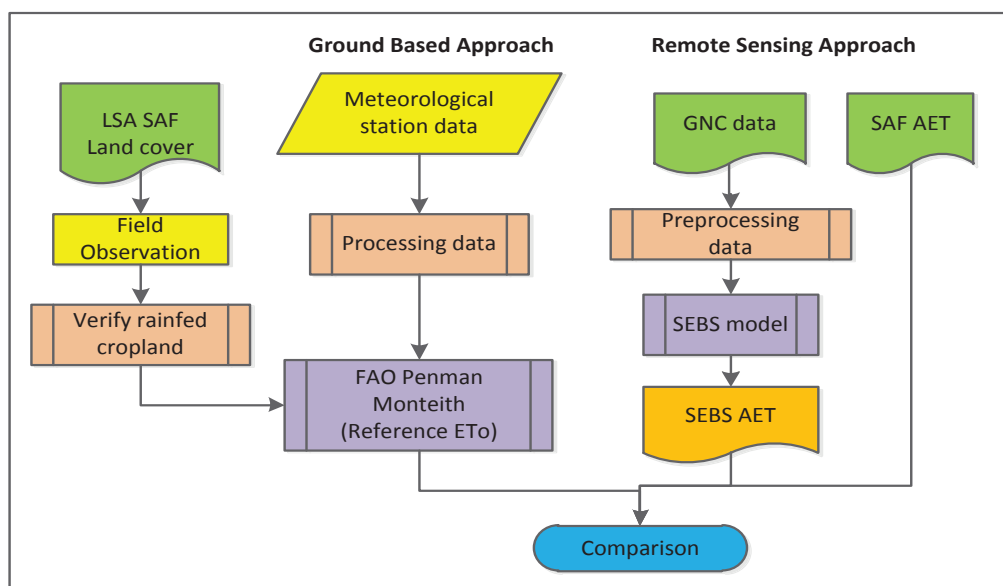 Ground Based Approach
Remote Sensing Approach
LSA SAF
Land cover
Meteorological
station data
GNC data
SAF AET
Field
Observation
Processing data
Preprocessing
data
Verify rainfed
cropland
SEBS model
FAO Penman
Monteith
(Reference ETo)
SEBS AET
Comparison